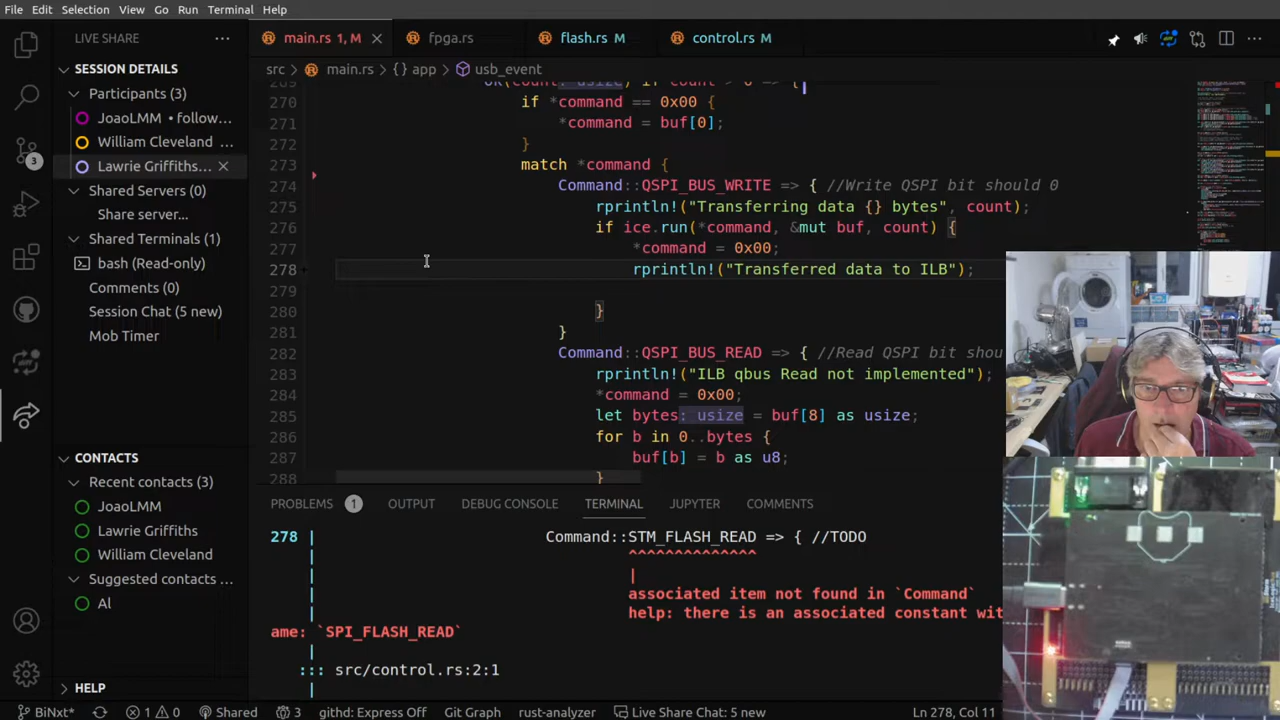 File Edit Selection View Go Run Terminal Help
LIVE SHARE
SESSION DETAILS
Participants (3)
JoaoLMM • follow...
William Cleveland ...
Lawrie Griffiths...
Shared Servers (0)
Share server...
Shared Terminals (1)
bash (Read-only)
Comments (0)
Session Chat (5 new)
Mob Timer
3
CONTACTS
Recent contacts (3)
JoaoLMM
Lawrie Griffiths
William Cleveland
Suggested contacts ...
Al
HELP
main.rs 1, M
fpga.rs
flash.rs M
control.rs M
src › main.rs › {} app › usb_event
270 if *command == 0x00 {
271 *command = buf[0];
272 }
273 match *command {
274 Command::QSPI_BUS_WRITE => { //Write QSPI bit should 0
275 rprintln!("Transferring data {} bytes", count);
276 if ice.run(*command, &mut buf, count) {
277 *command = 0x00;
278 rprintln!("Transferred data to ILB");
279
280 }
281 }
282 Command::QSPI_BUS_READ => { //Read QSPI bit shou
283 rprintln!("ILB qbus Read not implemented");
284 *command = 0x00;
285 let bytes: usize = buf[8] as usize;
286 for b in 0..bytes {
287 buf[b] = b as u8;
288 }
PROBLEMS 1 OUTPUT DEBUG CONSOLE TERMINAL JUPYTER COMMENTS
278 | Command::STM_FLASH_READ => { //TODO
| ^^^^^^^^^^^^^^
| |
| associated item not found in `Command`
| help: there is an associated constant wit
ame: `SPI_FLASH_READ`
::: src/control.rs:2:1
|
BiNxt* 1 0 Shared 3 githd: Express Off Git Graph rust-analyzer Live Share Chat: 5 new Ln 278, Col 11